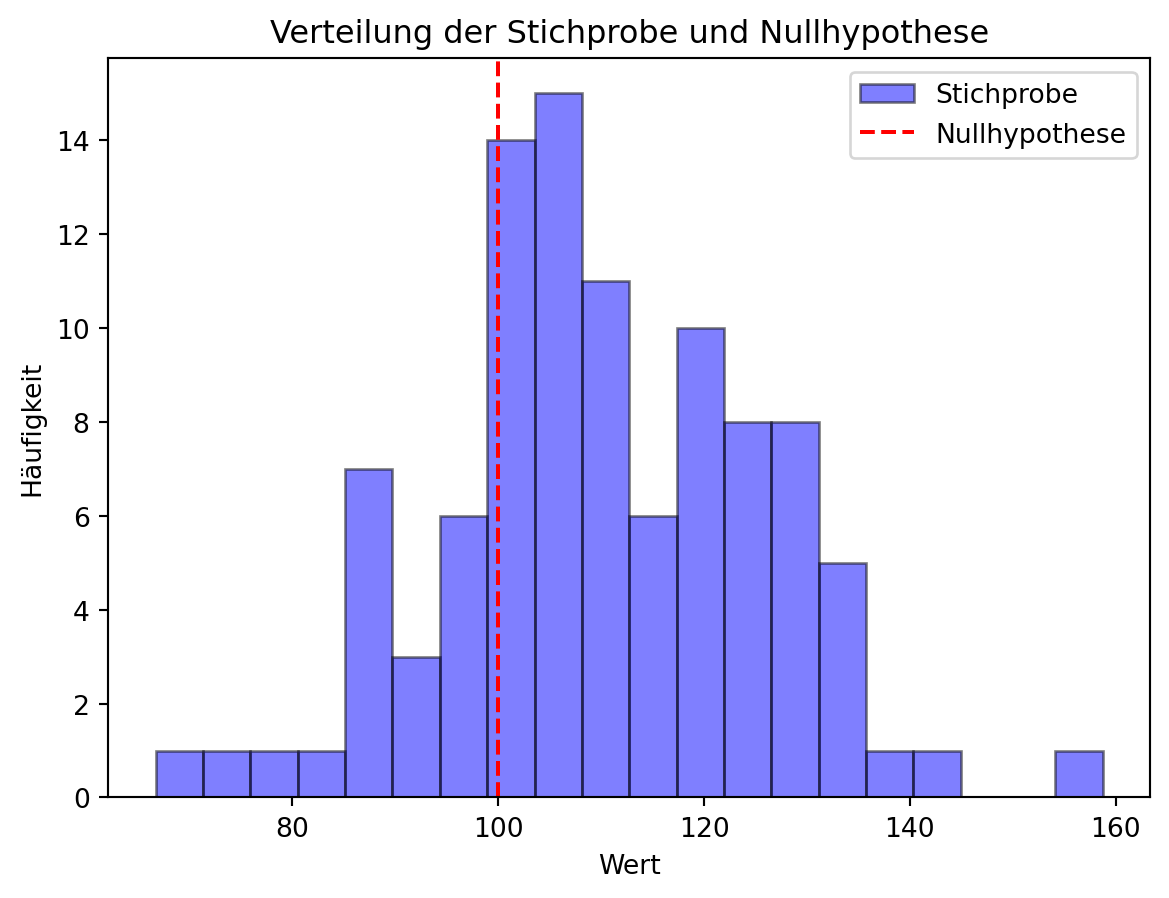 Verteilung der Stichprobe und Nullhypothese
Stichprobe
Nullhypothese
Häufigkeit
14
12
10
8
6
4
2
0
80
100
120
140
160
Wert